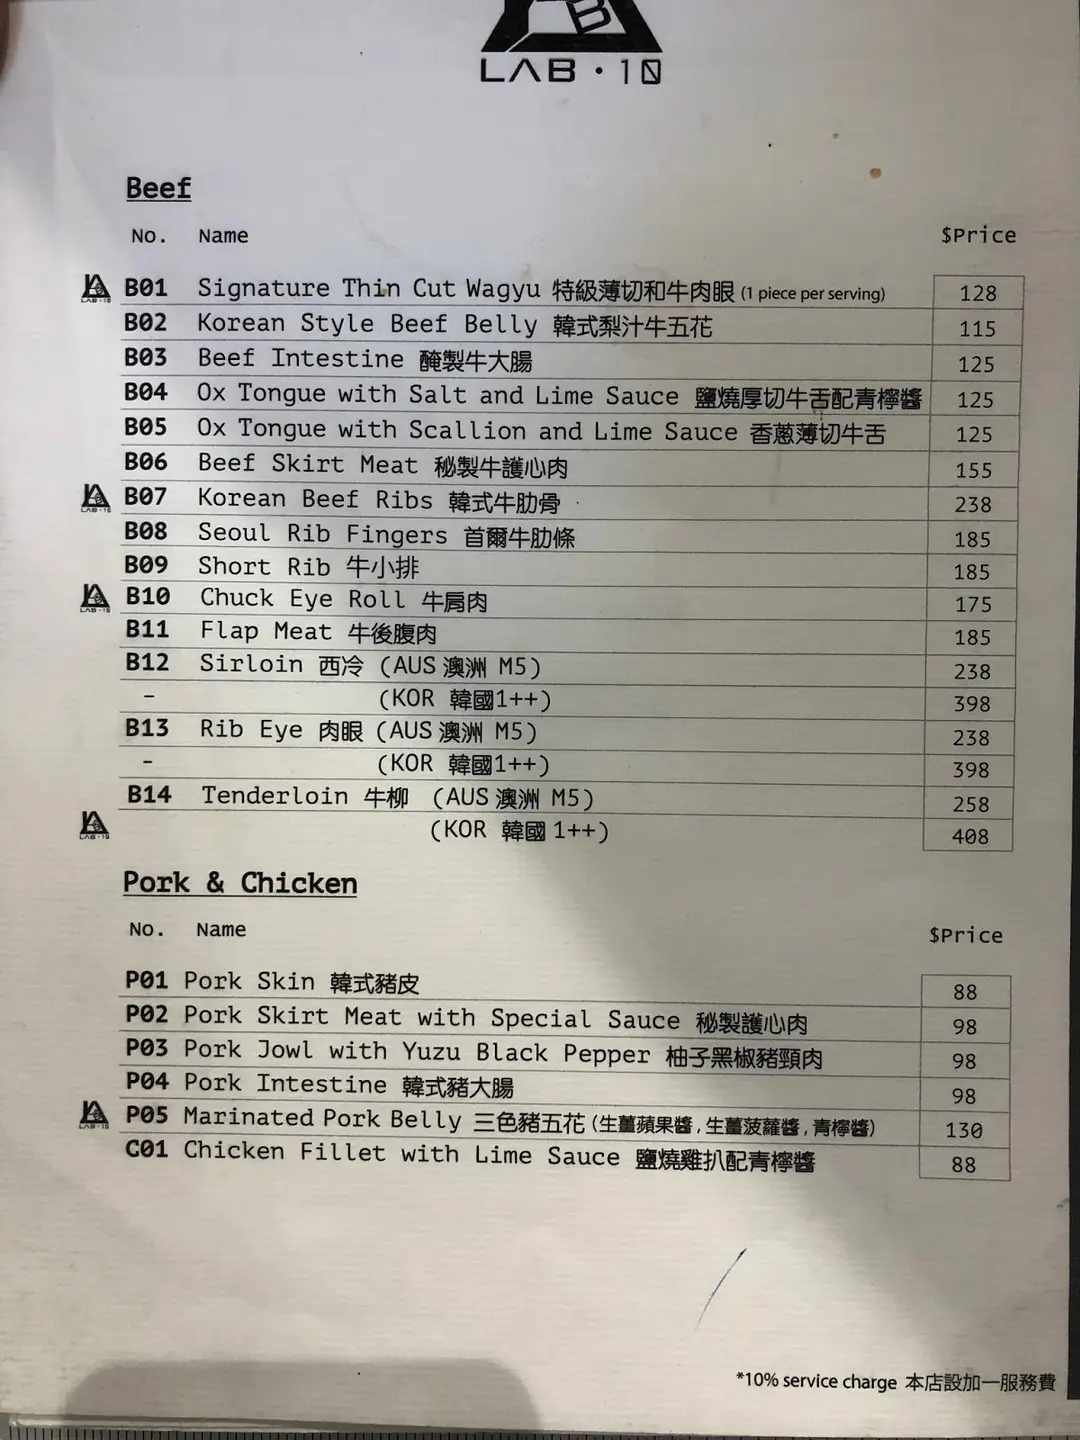 LAB·10
Beef
No. Name $Price
B01 Signature Thin Cut Wagyu 特級薄切和牛肉眼 (1 piece per serving) 128
B02 Korean Style Beef Belly 韓式梨汁牛五花 115
B03 Beef Intestine 醃製牛大腸 125
B04 Ox Tongue with Salt and Lime Sauce 鹽燒厚切牛舌配青檸醬 125
B05 Ox Tongue with Scallion and Lime Sauce 香蔥薄切牛舌 125
B06 Beef Skirt Meat 秘製牛護心肉 155
B07 Korean Beef Ribs 韓式牛肋骨 238
B08 Seoul Rib Fingers 首爾牛肋條 185
B09 Short Rib 牛小排 185
B10 Chuck Eye Roll 牛肩肉 175
B11 Flap Meat 牛後腹肉 185
B12 Sirloin 西冷 (AUS 澳洲 M5) 238
- (KOR 韓國1++) 398
B13 Rib Eye 肉眼 (AUS 澳洲 M5) 238
- (KOR 韓國1++) 398
B14 Tenderloin 牛柳 (AUS 澳洲 M5) 258
(KOR 韓國 1++) 408
Pork & Chicken
No. Name $Price
P01 Pork Skin 韓式豬皮 88
P02 Pork Skirt Meat with Special Sauce 秘製護心肉 98
P03 Pork Jowl with Yuzu Black Pepper 柚子黑椒豬頸肉 98
P04 Pork Intestine 韓式豬大腸 98
P05 Marinated Pork Belly 三色豬五花 (生薑蘋果醬,生薑菠蘿醬,青檸醬) 130
C01 Chicken Fillet with Lime Sauce 鹽燒雞扒配青檸醬 88
*10% service charge 本店設加一服務費